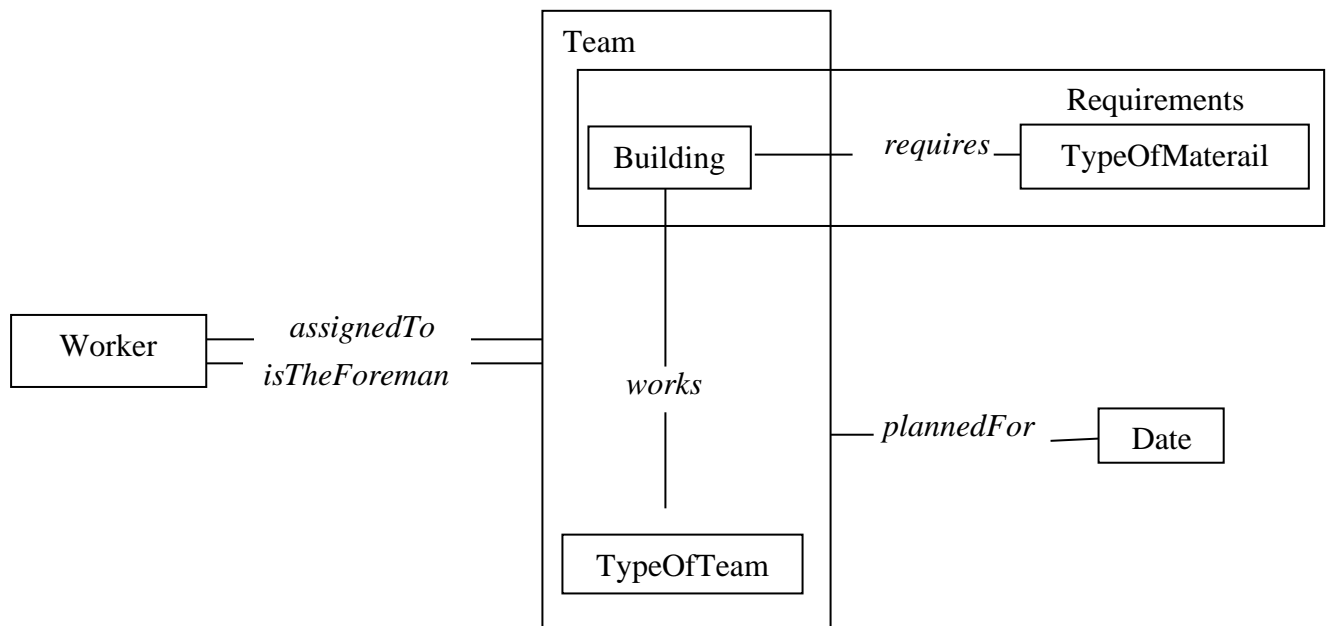 Team
Requirements
Building
requires
TypeOfMaterail
Worker
assignedTo
isTheForeman
works
plannedFor
Date
TypeOfTeam